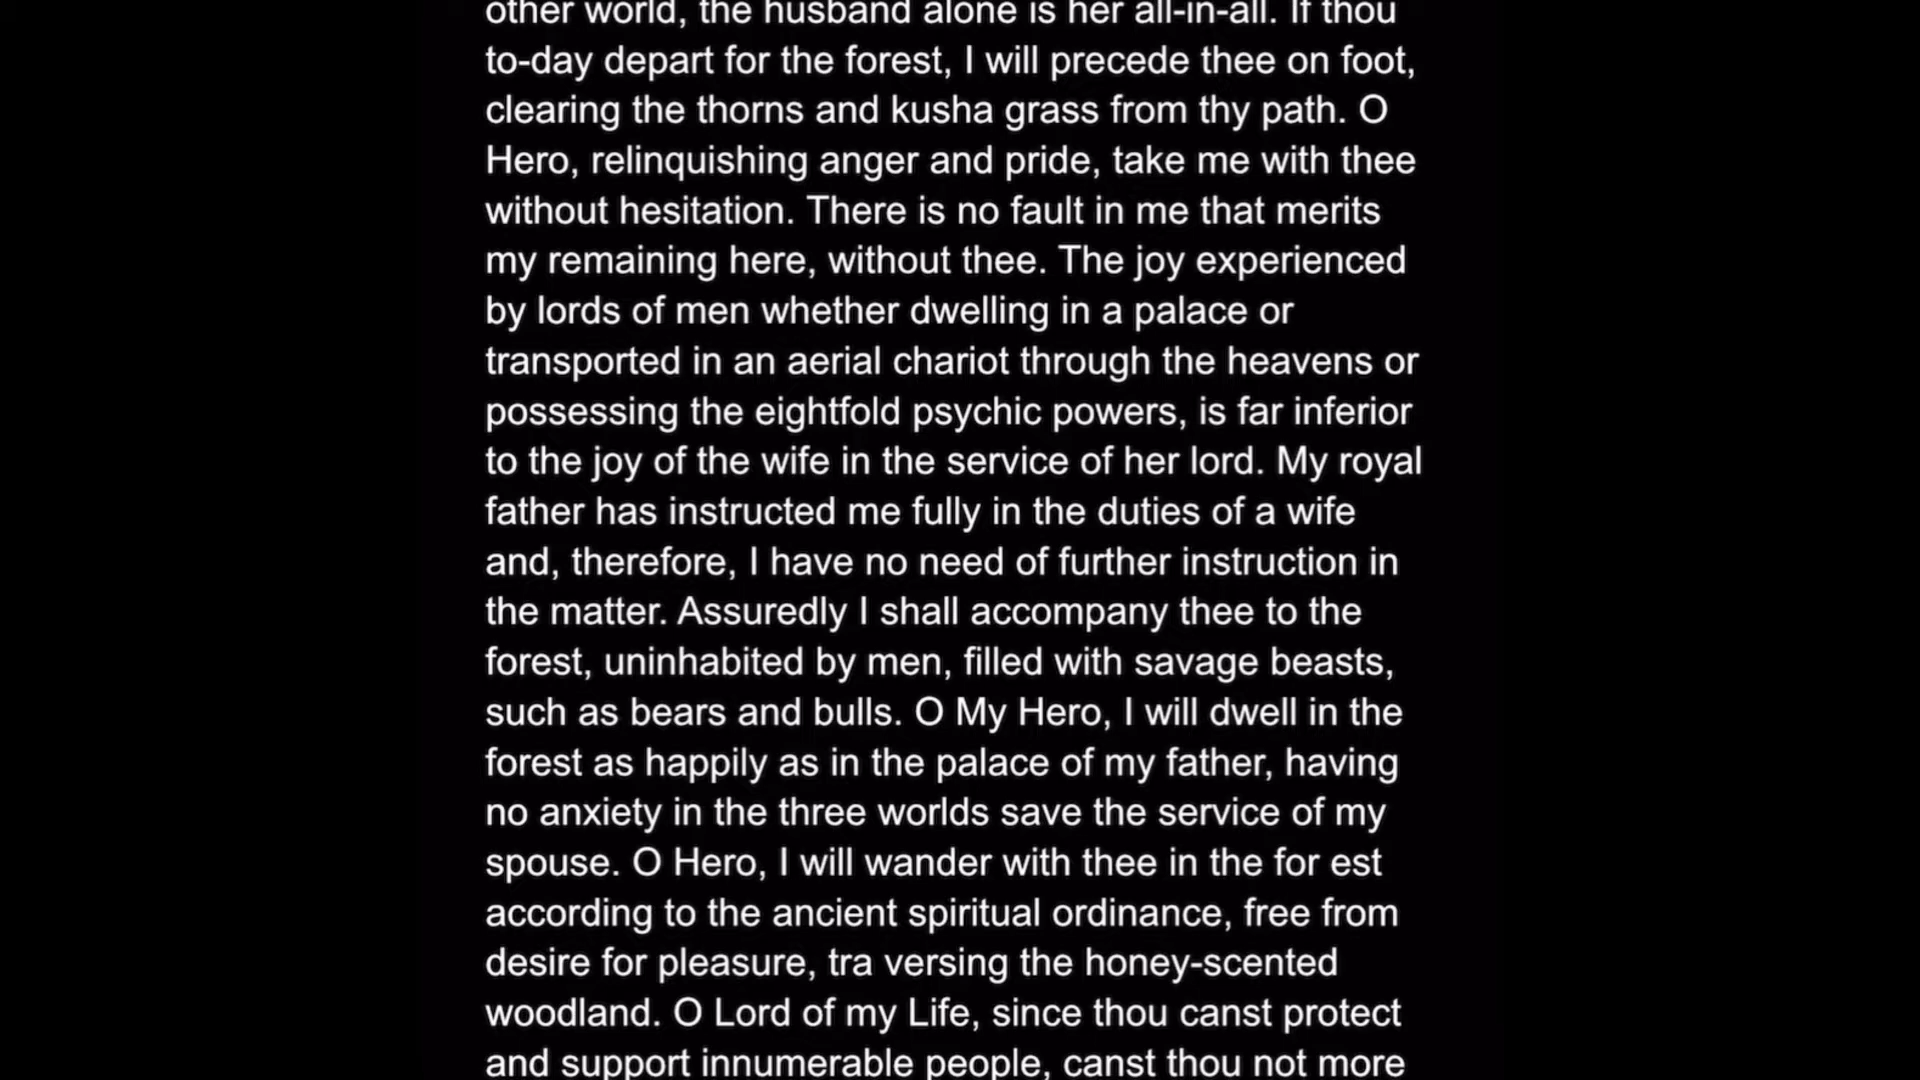 other world, the husband alone is her all-in-all. If thou
to-day depart for the forest, I will precede thee on foot,
clearing the thorns and kusha grass from thy path. O
Hero, relinquishing anger and pride, take me with thee
without hesitation. There is no fault in me that merits
my remaining here, without thee. The joy experienced
by lords of men whether dwelling in a palace or
transported in an aerial chariot through the heavens or
possessing the eightfold psychic powers, is far inferior
to the joy of the wife in the service of her lord. My royal
father has instructed me fully in the duties of a wife
and, therefore, I have no need of further instruction in
the matter. Assuredly I shall accompany thee to the
forest, uninhabited by men, filled with savage beasts,
such as bears and bulls. O My Hero, I will dwell in the
forest as happily as in the palace of my father, having
no anxiety in the three worlds save the service of my
spouse. O Hero, I will wander with thee in the for est
according to the ancient spiritual ordinance, free from
desire for pleasure, tra versing the honey-scented
woodland. O Lord of my Life, since thou canst protect
and support innumerable people, canst thou not more